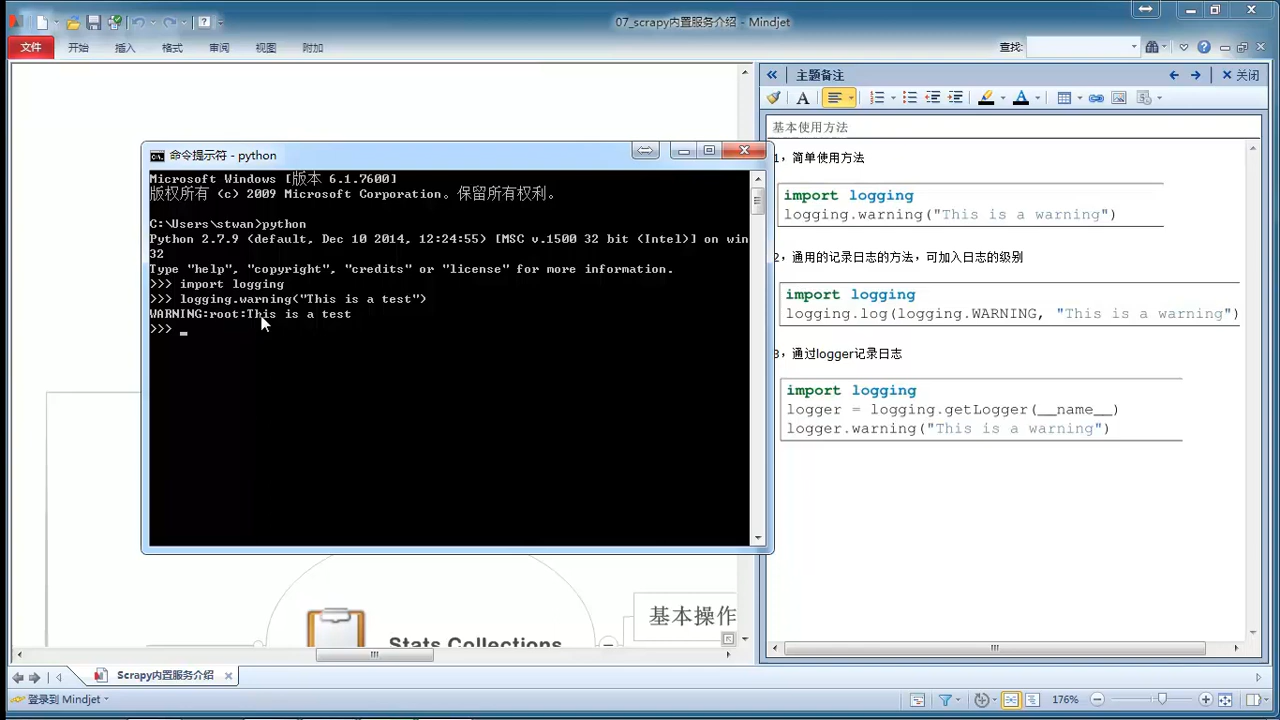 07_scrapy内置服务介绍 - Mindjet
文件 开始 插入 格式 审阅 视图 附加 查找:
主题备注 关闭
基本使用方法
1，简单使用方法
import logging
logging.warning("This is a warning")
2，通用的记录日志的方法，可加入日志的级别
import logging
logging.log(logging.WARNING, "This is a warning")
3，通过logger记录日志
import logging
logger = logging.getLogger(__name__)
logger.warning("This is a warning")
命令提示符 - python
Microsoft Windows [版本 6.1.7600]
版权所有 (c) 2009 Microsoft Corporation。保留所有权利。
C:\Users\stwan>python
Python 2.7.9 (default, Dec 10 2014, 12:24:55) [MSC v.1500 32 bit (Intel)] on win
32
Type "help", "copyright", "credits" or "license" for more information.
>>> import logging
>>> logging.warning("This is a test")
WARNING:root:This is a test
>>> _
基本操作
Stats Collections
Scrapy内置服务介绍
登录到 Mindjet 176%